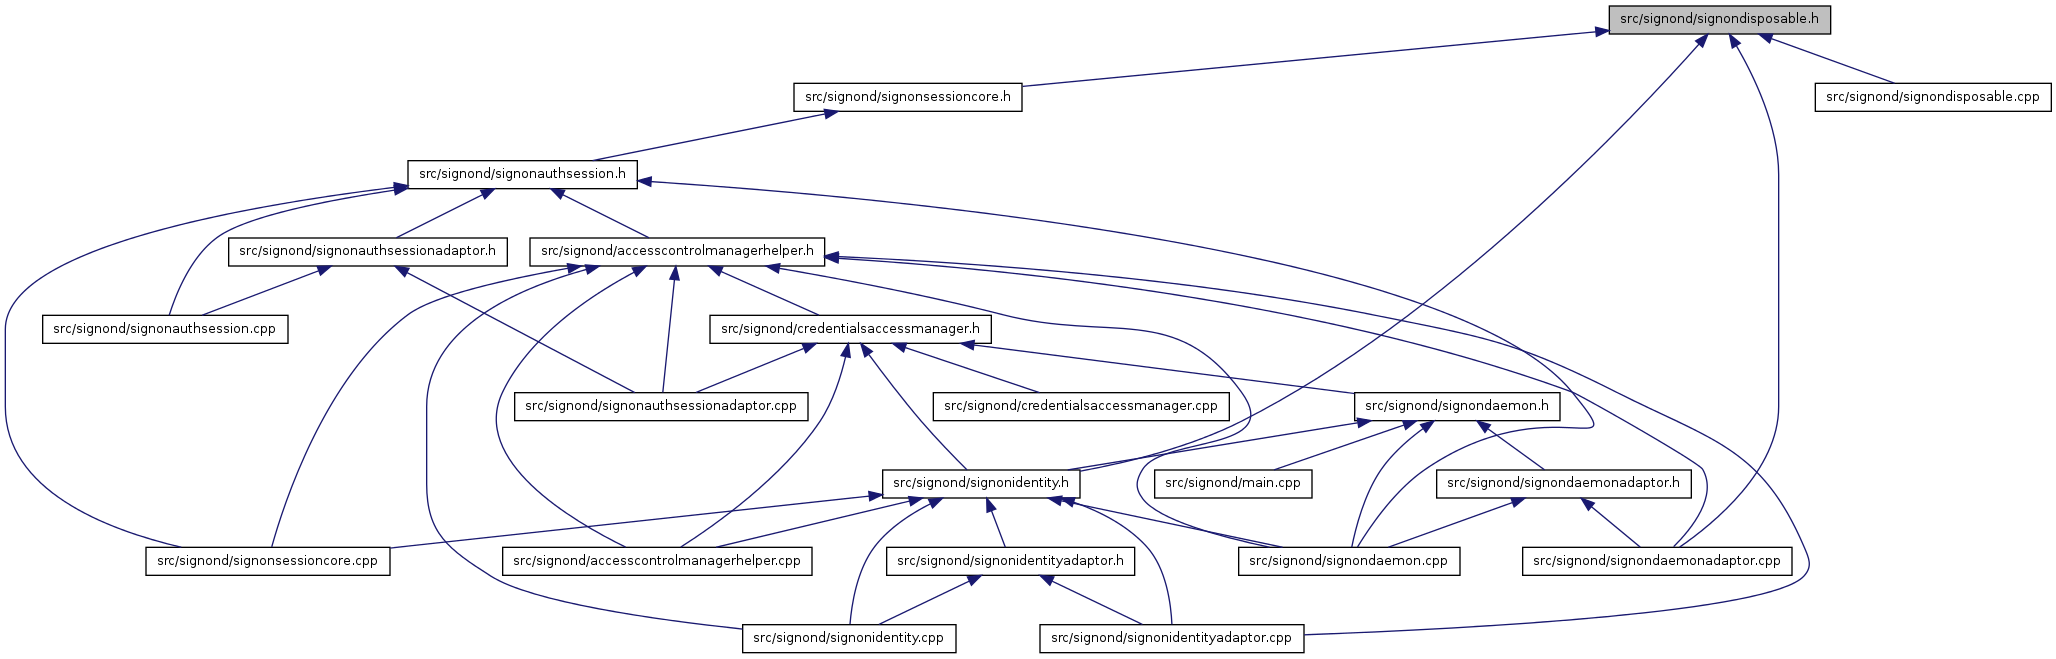 src/signond/signondisposable.h
src/signond/signonsessioncore.h
src/signond/signondisposable.cpp
src/signond/signonauthsession.h
src/signond/signonauthsessionadaptor.h
src/signond/accesscontrolmanagerhelper.h
src/signond/signonauthsession.cpp
src/signond/credentialsaccessmanager.h
src/signond/signonauthsessionadaptor.cpp
src/signond/credentialsaccessmanager.cpp
src/signond/signondaemon.h
src/signond/signonidentity.h
src/signond/main.cpp
src/signond/signondaemonadaptor.h
src/signond/signonsessioncore.cpp
src/signond/accesscontrolmanagerhelper.cpp
src/signond/signonidentityadaptor.h
src/signond/signondaemon.cpp
src/signond/signondaemonadaptor.cpp
src/signond/signonidentity.cpp
src/signond/signonidentityadaptor.cpp